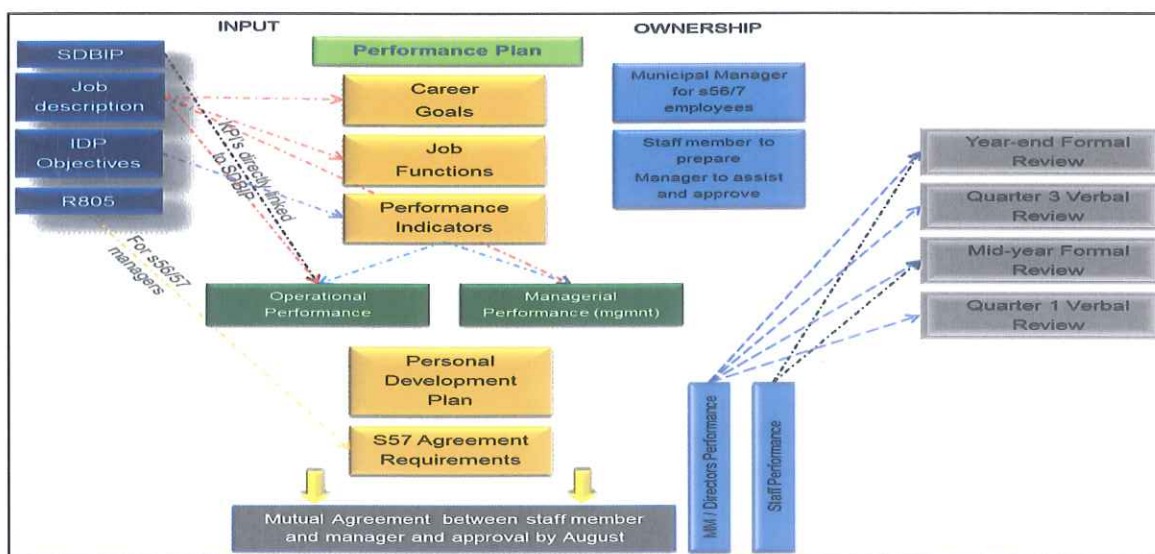 INPUT
OWNERSHIP
SDBIP
Job
description
IDP
Objectives
R805
KPI's directly linked
to SDBIP
For s56/57
managers
Performance Plan
Career
Goals
Job
Functions
Performance
Indicators
Operational
Performance
Managerial
Performance (mgmnt)
Personal
Development
Plan
S57 Agreement
Requirements
Mutual Agreement between staff member
and manager and approval by August
Municipal Manager
for s56/7
employees
Staff member to
prepare
Manager to assist
and approve
MM / Directors Performance
Staff Performance
Year-end Formal
Review
Quarter 3 Verbal
Review
Mid-year Formal
Review
Quarter 1 Verbal
Review